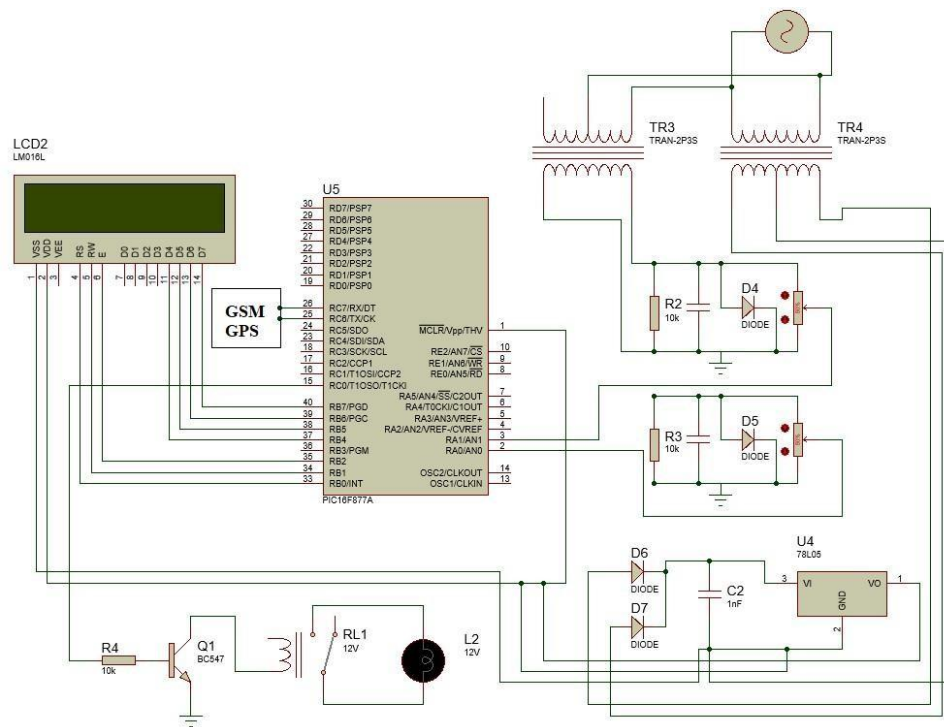 TR3
TRAN-2P3S
TR4
TRAN-2P3S
LCD2
LM016L
VSS
VDD
VEE
RS
RW
E
D0
D1
D2
D3
D4
D5
D6
D7
1
2
3
4
5
6
7
8
9
10
11
12
13
14
U5
30 RD7/PSP7
29 RD6/PSP6
28 RD5/PSP5
27 RD4/PSP4
22 RD3/PSP3
21 RD2/PSP2
20 RD1/PSP1
19 RD0/PSP0
26 RC7/RX/DT
25 RC6/TX/CK
24 RC5/SDO
23 RC4/SDI/SDA
18 RC3/SCK/SCL
17 RC2/CCP1
16 RC1/T1OSI/CCP2
15 RC0/T1OSO/T1CKI
40 RB7/PGD
39 RB6/PGC
38 RB5
37 RB4
36 RB3/PGM
35 RB2
34 RB1
33 RB0/INT
MCLR/Vpp/THV 1
RE2/AN7/CS 10
RE1/AN6/WR 9
RE0/AN5/RD 8
RA5/AN4/SS/C2OUT 7
RA4/T0CKI/C1OUT 6
RA3/AN3/VREF+ 5
RA2/AN2/VREF-/CVREF 4
RA1/AN1 3
RA0/AN0 2
OSC2/CLKOUT 14
OSC1/CLKIN 13
PIC16F877A
GSM
GPS
R2
10k
D4
DIODE
R3
10k
D5
DIODE
D6
DIODE
D7
DIODE
C2
1nF
U4
78L05
3 VI VO 1
GND
2
R4
10k
Q1
BC547
RL1
12V
L2
12V